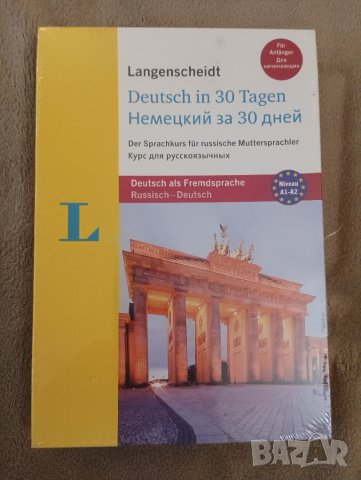 Für
Anfänger
Для
начинающих
Langenscheidt
Deutsch in 30 Tagen
Немецкий за 30 дней
Der Sprachkurs für russische Muttersprachler
Курс для русскоязычных
Deutsch als Fremdsprache
Russisch–Deutsch
Niveau
A1-A2
L
BAZAR